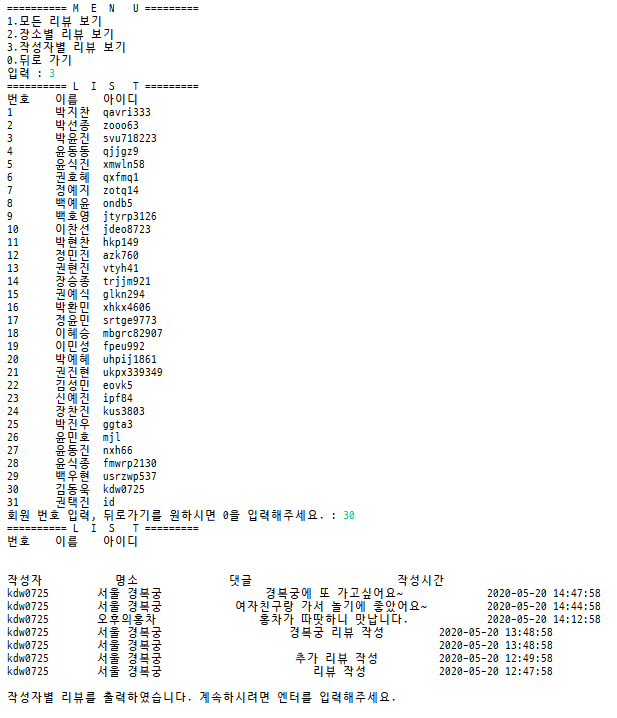 ========== M E N U =========
1.모든 리뷰 보기
2.장소별 리뷰 보기
3.작성자별 리뷰 보기
0.뒤로 가기
입력 : 3
========== L I S T =========
번호 이름 아이디
1 박지찬 qavri333
2 박선종 zooo63
3 박윤진 svu718223
4 윤동동 qjjgz9
5 윤식진 xmwln58
6 권호혜 qxfmq1
7 정예지 zotq14
8 백예윤 ondb5
9 백호영 jtyrp3126
10 이찬선 jdeo8723
11 박현찬 hkp149
12 정민진 azk760
13 권현진 vtyh41
14 장승종 trjjm921
15 권예식 glkn294
16 박환민 xhkx4606
17 정윤민 srtge9773
18 이혜승 mbgrc82907
19 이민성 fpeu992
20 박예혜 uhpij1861
21 권진현 ukpx339349
22 김성민 eovk5
23 신예진 ipf84
24 장찬진 kus3803
25 박진우 ggta3
26 윤민호 mjl
27 윤동진 nxh66
28 윤식종 fmwrp2130
29 백우현 usrzwp537
30 김동욱 kdw0725
31 권택진 id
회원 번호 입력, 뒤로가기를 원하시면 0을 입력해주세요. : 30
========== L I S T =========
번호 이름 아이디
작성자 명소 댓글 작성시간
kdw0725 서울 경복궁 경복궁에 또 가고싶어요~ 2020-05-20 14:47:58
kdw0725 서울 경복궁 여자친구랑 가서 놀기에 좋았어요~ 2020-05-20 14:44:58
kdw0725 오후의홍차 홍차가 따땃하니 맛납니다. 2020-05-20 14:12:58
kdw0725 서울 경복궁 경복궁 리뷰 작성 2020-05-20 13:48:58
kdw0725 서울 경복궁 2020-05-20 13:48:58
kdw0725 서울 경복궁 추가 리뷰 작성 2020-05-20 12:49:58
kdw0725 서울 경복궁 리뷰 작성 2020-05-20 12:47:58
작성자별 리뷰를 출력하였습니다. 계속하시려면 엔터를 입력해주세요.